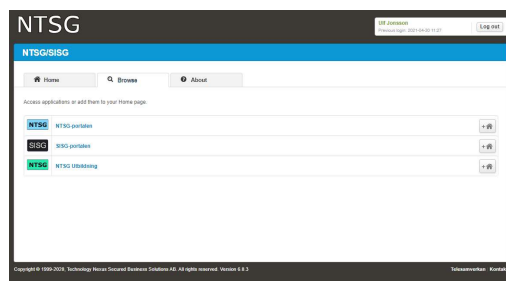 NTSG
Ulf Jonsson
Previous login: 2021-04-30 11:27
Log out
NTSG/SISG
Home
Browse
About
Access applications or add them to your Home page.
NTSG NTSG-portalen
SISG SISG-portalen
NTSG NTSG Utbildning
Copyright © 1999-2020, Technology Nexus Secured Business Solutions AB. All rights reserved. Version 6.0.3
Telesamverkan Kontakt